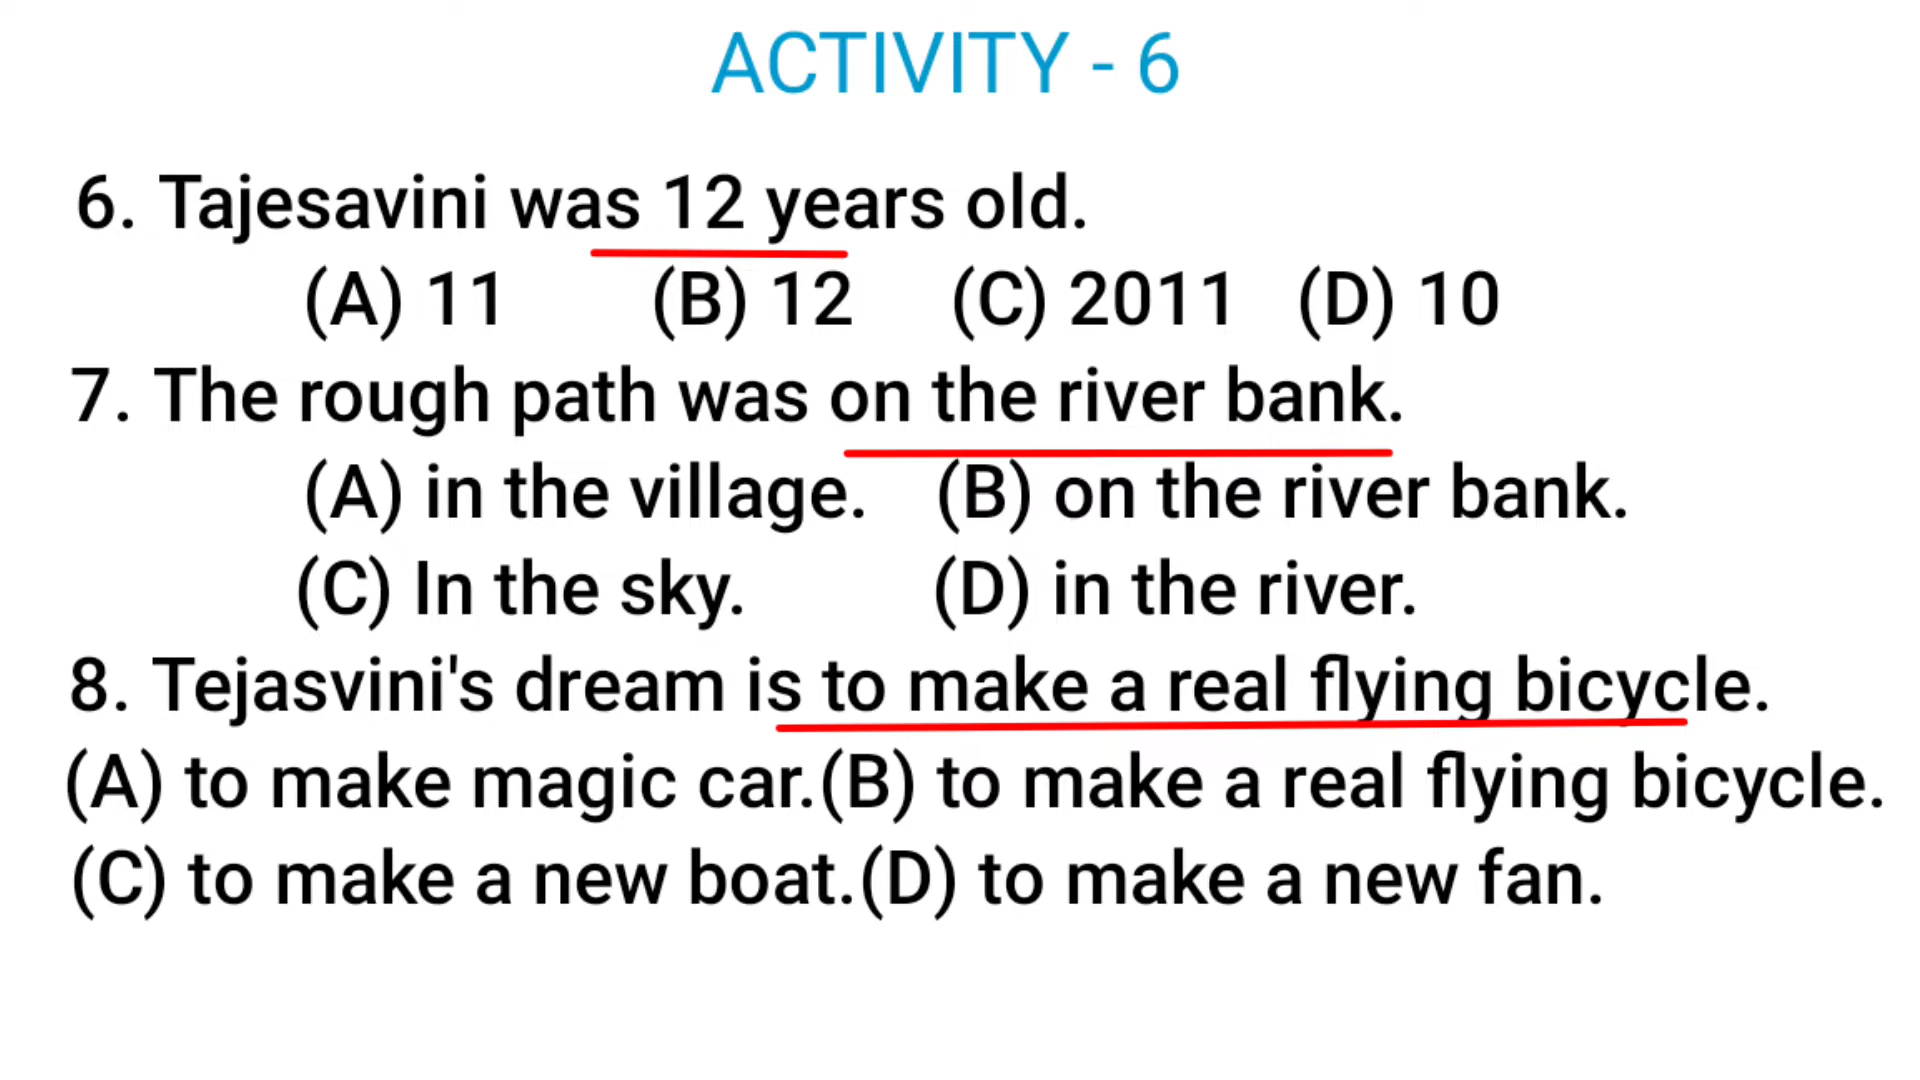 ACTIVITY - 6
6. Tajesavini was 12 years old.
(A) 11 (B) 12 (C) 2011 (D) 10
7. The rough path was on the river bank.
(A) in the village. (B) on the river bank.
(C) In the sky. (D) in the river.
8. Tejasvini's dream is to make a real flying bicycle.
(A) to make magic car.(B) to make a real flying bicycle.
(C) to make a new boat.(D) to make a new fan.